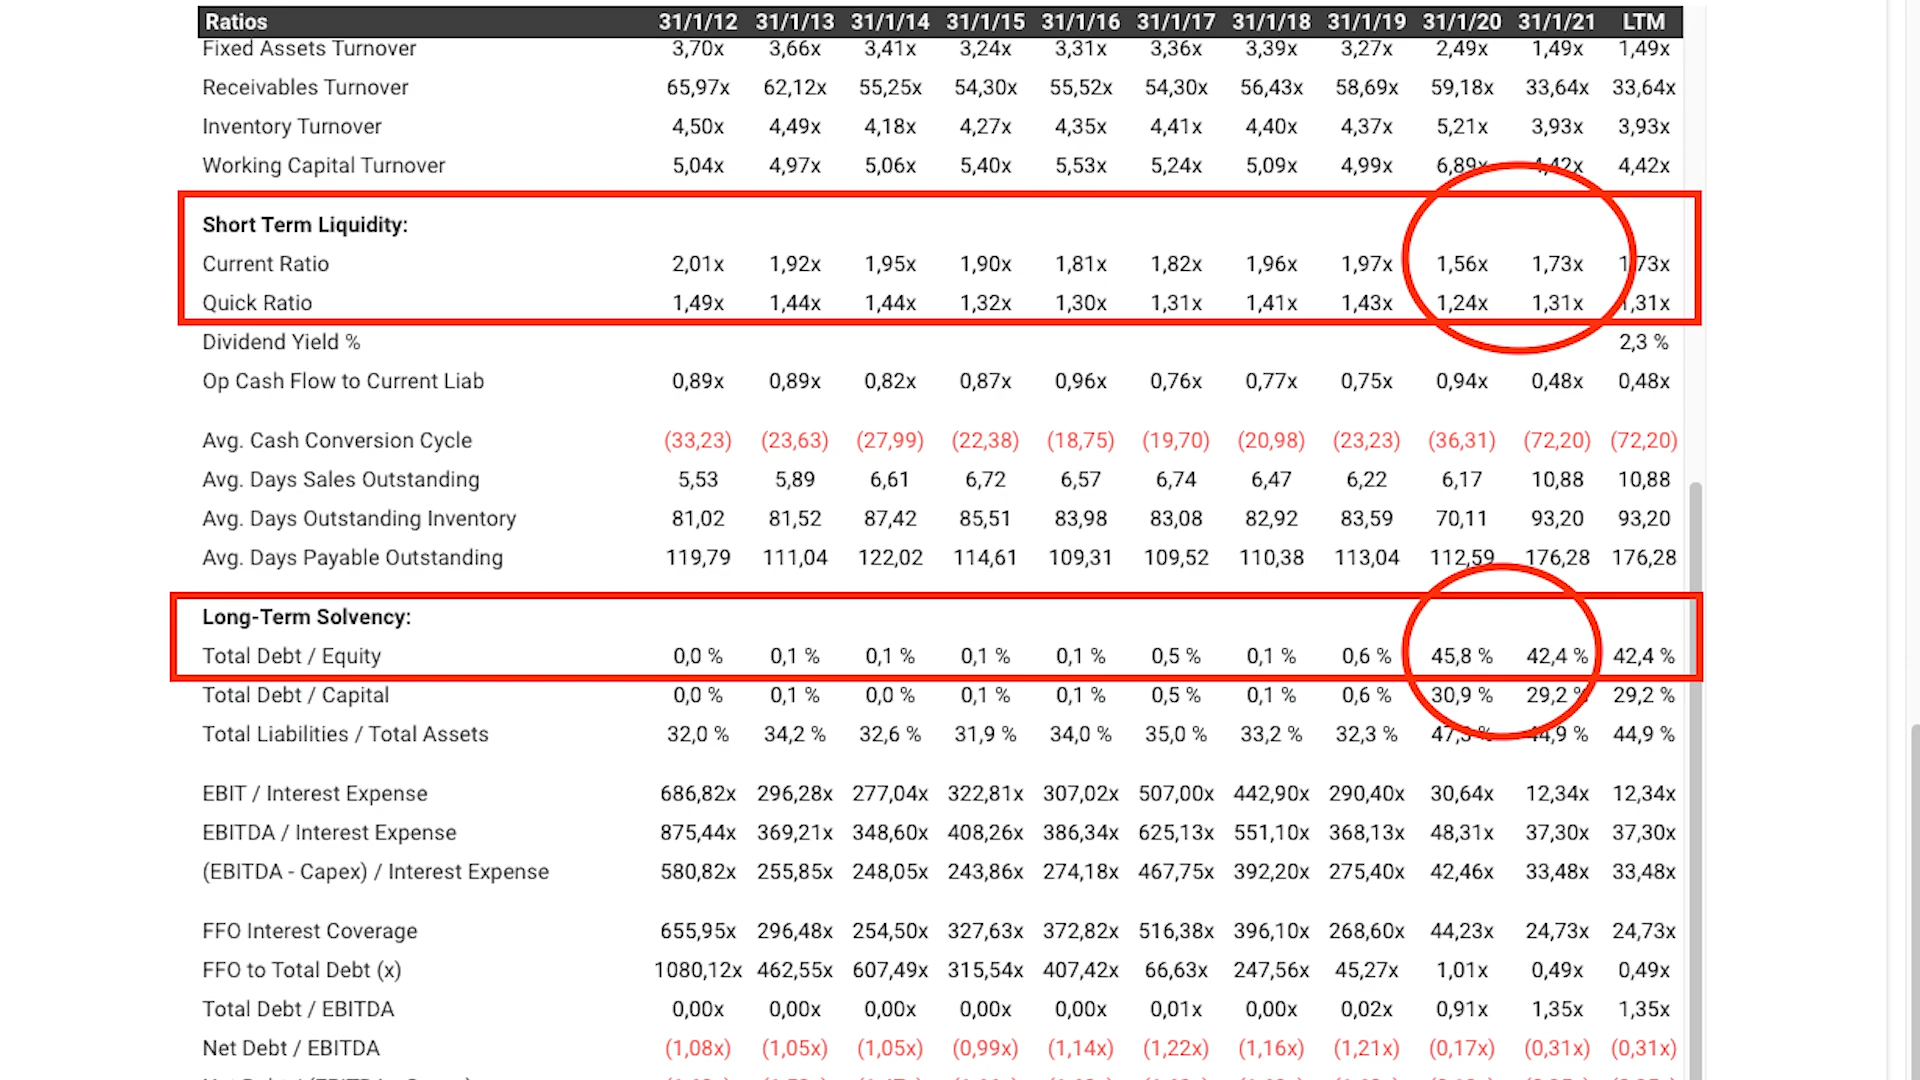 Ratios 31/1/12 31/1/13 31/1/14 31/1/15 31/1/16 31/1/17 31/1/18 31/1/19 31/1/20 31/1/21 LTM
Fixed Assets Turnover 3,70x 3,66x 3,41x 3,24x 3,31x 3,36x 3,39x 3,27x 2,49x 1,49x 1,49x
Receivables Turnover 65,97x 62,12x 55,25x 54,30x 55,52x 54,30x 56,43x 58,69x 59,18x 33,64x 33,64x
Inventory Turnover 4,50x 4,49x 4,18x 4,27x 4,35x 4,41x 4,40x 4,37x 5,21x 3,93x 3,93x
Working Capital Turnover 5,04x 4,97x 5,06x 5,40x 5,53x 5,24x 5,09x 4,99x 6,89x 4,42x 4,42x
Short Term Liquidity:
Current Ratio 2,01x 1,92x 1,95x 1,90x 1,81x 1,82x 1,96x 1,97x 1,56x 1,73x 1,73x
Quick Ratio 1,49x 1,44x 1,44x 1,32x 1,30x 1,31x 1,41x 1,43x 1,24x 1,31x 1,31x
Dividend Yield % 2,3 %
Op Cash Flow to Current Liab 0,89x 0,89x 0,82x 0,87x 0,96x 0,76x 0,77x 0,75x 0,94x 0,48x 0,48x
Avg. Cash Conversion Cycle (33,23) (23,63) (27,99) (22,38) (18,75) (19,70) (20,98) (23,23) (36,31) (72,20) (72,20)
Avg. Days Sales Outstanding 5,53 5,89 6,61 6,72 6,57 6,74 6,47 6,22 6,17 10,88 10,88
Avg. Days Outstanding Inventory 81,02 81,52 87,42 85,51 83,98 83,08 82,92 83,59 70,11 93,20 93,20
Avg. Days Payable Outstanding 119,79 111,04 122,02 114,61 109,31 109,52 110,38 113,04 112,59 176,28 176,28
Long-Term Solvency:
Total Debt / Equity 0,0 % 0,1 % 0,1 % 0,1 % 0,1 % 0,5 % 0,1 % 0,6 % 45,8 % 42,4 % 42,4 %
Total Debt / Capital 0,0 % 0,1 % 0,0 % 0,1 % 0,1 % 0,5 % 0,1 % 0,6 % 30,9 % 29,2 % 29,2 %
Total Liabilities / Total Assets 32,0 % 34,2 % 32,6 % 31,9 % 34,0 % 35,0 % 33,2 % 32,3 % 44,9 % 44,9 %
EBIT / Interest Expense 686,82x 296,28x 277,04x 322,81x 307,02x 507,00x 442,90x 290,40x 30,64x 12,34x 12,34x
EBITDA / Interest Expense 875,44x 369,21x 348,60x 408,26x 386,34x 625,13x 551,10x 368,13x 48,31x 37,30x 37,30x
(EBITDA - Capex) / Interest Expense 580,82x 255,85x 248,05x 243,86x 274,18x 467,75x 392,20x 275,40x 42,46x 33,48x 33,48x
FFO Interest Coverage 655,95x 296,48x 254,50x 327,63x 372,82x 516,38x 396,10x 268,60x 44,23x 24,73x 24,73x
FFO to Total Debt (x) 1080,12x 462,55x 607,49x 315,54x 407,42x 66,63x 247,56x 45,27x 1,01x 0,49x 0,49x
Total Debt / EBITDA 0,00x 0,00x 0,00x 0,00x 0,00x 0,01x 0,00x 0,02x 0,91x 1,35x 1,35x
Net Debt / EBITDA (1,08x) (1,05x) (1,05x) (0,99x) (1,14x) (1,22x) (1,16x) (1,21x) (0,17x) (0,31x) (0,31x)